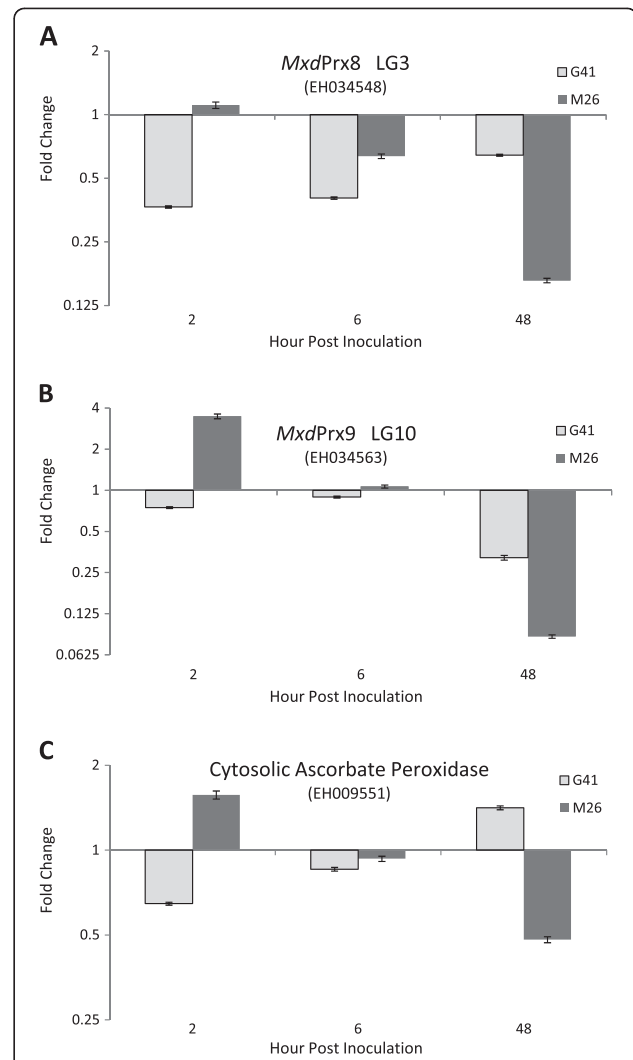 A
MxdPrx8 LG3
(EH034548)
G41
M26
Fold Change
2
1
0.5
0.25
0.125
2 6 48
Hour Post Inoculation
B
MxdPrx9 LG10
(EH034563)
G41
M26
Fold Change
4
2
1
0.5
0.25
0.125
0.0625
2 6 48
Hour Post Inoculation
C
Cytosolic Ascorbate Peroxidase
(EH009551)
G41
M26
Fold Change
2
1
0.5
0.25
2 6 48
Hour Post Inoculation